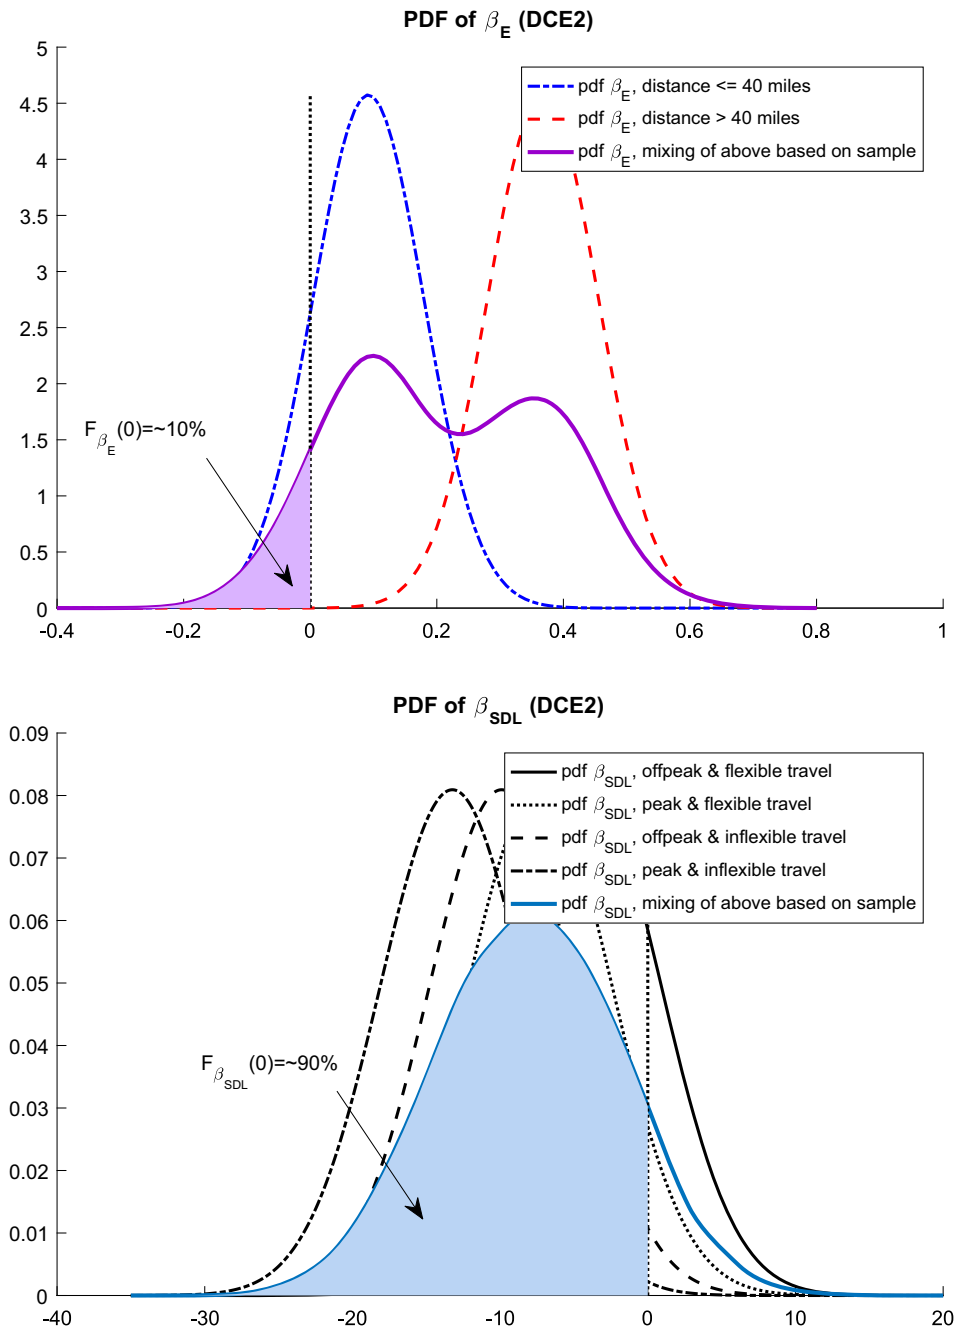 PDF of β_E (DCE2)
5
4.5
4
3.5
3
2.5
2
1.5
1
0.5
0
pdf β_E, distance <= 40 miles
pdf β_E, distance > 40 miles
pdf β_E, mixing of above based on sample
F_β_E(0)=~10%
-0.4 -0.2 0 0.2 0.4 0.6 0.8 1
PDF of β_SDL (DCE2)
0.09
0.08
0.07
0.06
0.05
0.04
0.03
0.02
0.01
0
pdf β_SDL, offpeak & flexible travel
pdf β_SDL, peak & flexible travel
pdf β_SDL, offpeak & inflexible travel
pdf β_SDL, peak & inflexible travel
pdf β_SDL, mixing of above based on sample
F_β_SDL(0)=~90%
-40 -30 -20 -10 0 10 20